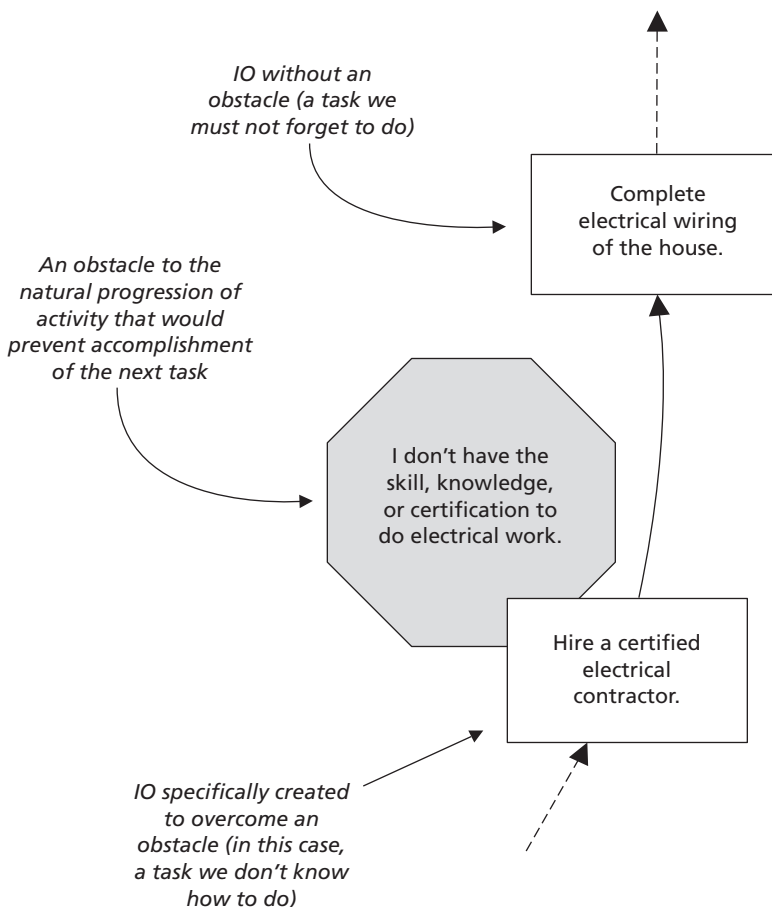 IO without an
obstacle (a task we
must not forget to do)
Complete
electrical wiring
of the house.
An obstacle to the
natural progression of
activity that would
prevent accomplishment
of the next task
I don’t have the
skill, knowledge,
or certification to
do electrical work.
Hire a certified
electrical
contractor.
IO specifically created
to overcome an
obstacle (in this case,
a task we don’t know
how to do)